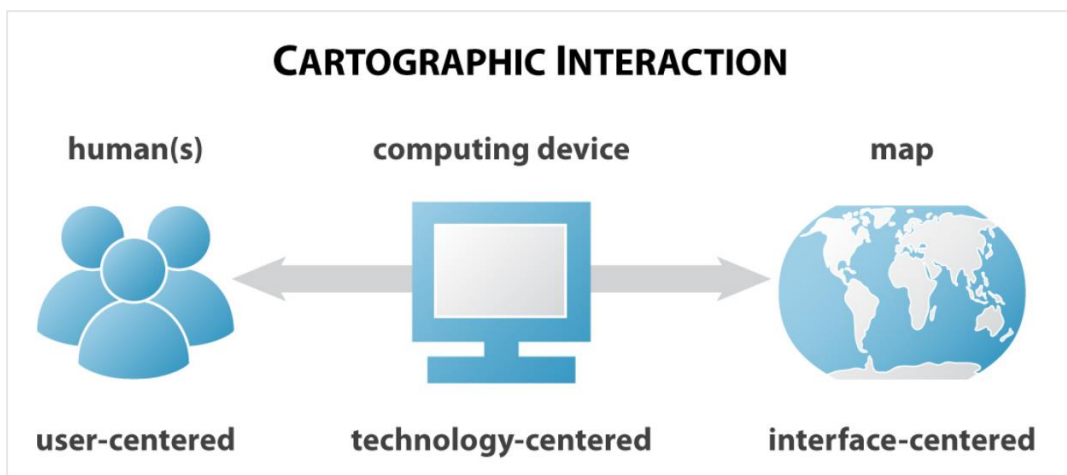 CARTOGRAPHIC INTERACTION
human(s) computing device map
user-centered technology-centered interface-centered